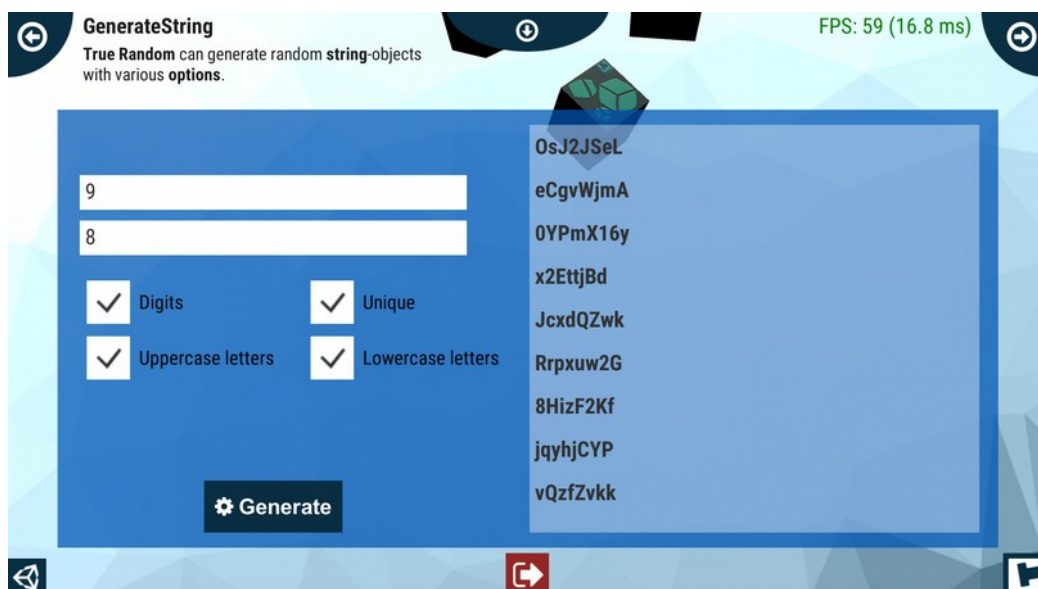 GenerateString
True Random can generate random string-objects
with various options.
FPS: 59 (16.8 ms)
9
8
Digits
Unique
Uppercase letters
Lowercase letters
Generate
OsJ2JSeL
eCgvWjmA
0YPmX16y
x2EttjBd
JcxdQZwk
Rrpxuw2G
8HizF2Kf
jqyhjCYP
vQzfZvkk